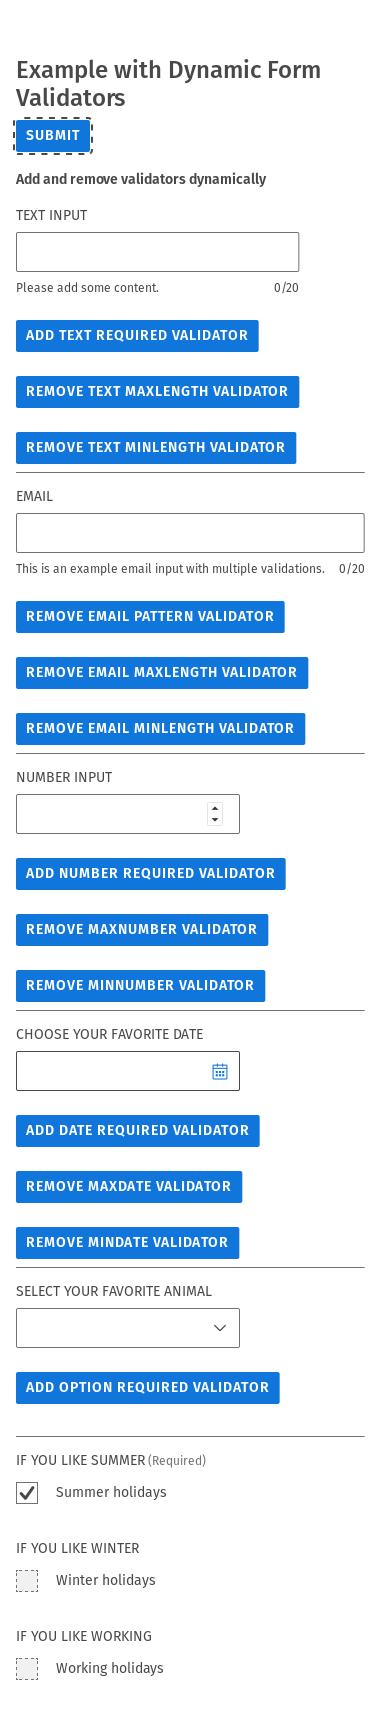 Example with Dynamic Form
Validators
SUBMIT
Add and remove validators dynamically
TEXT INPUT
Please add some content. 0/20
ADD TEXT REQUIRED VALIDATOR
REMOVE TEXT MAXLENGTH VALIDATOR
REMOVE TEXT MINLENGTH VALIDATOR
EMAIL
This is an example email input with multiple validations. 0/20
REMOVE EMAIL PATTERN VALIDATOR
REMOVE EMAIL MAXLENGTH VALIDATOR
REMOVE EMAIL MINLENGTH VALIDATOR
NUMBER INPUT
ADD NUMBER REQUIRED VALIDATOR
REMOVE MAXNUMBER VALIDATOR
REMOVE MINNUMBER VALIDATOR
CHOOSE YOUR FAVORITE DATE
ADD DATE REQUIRED VALIDATOR
REMOVE MAXDATE VALIDATOR
REMOVE MINDATE VALIDATOR
SELECT YOUR FAVORITE ANIMAL
ADD OPTION REQUIRED VALIDATOR
IF YOU LIKE SUMMER (Required)
Summer holidays
IF YOU LIKE WINTER
Winter holidays
IF YOU LIKE WORKING
Working holidays